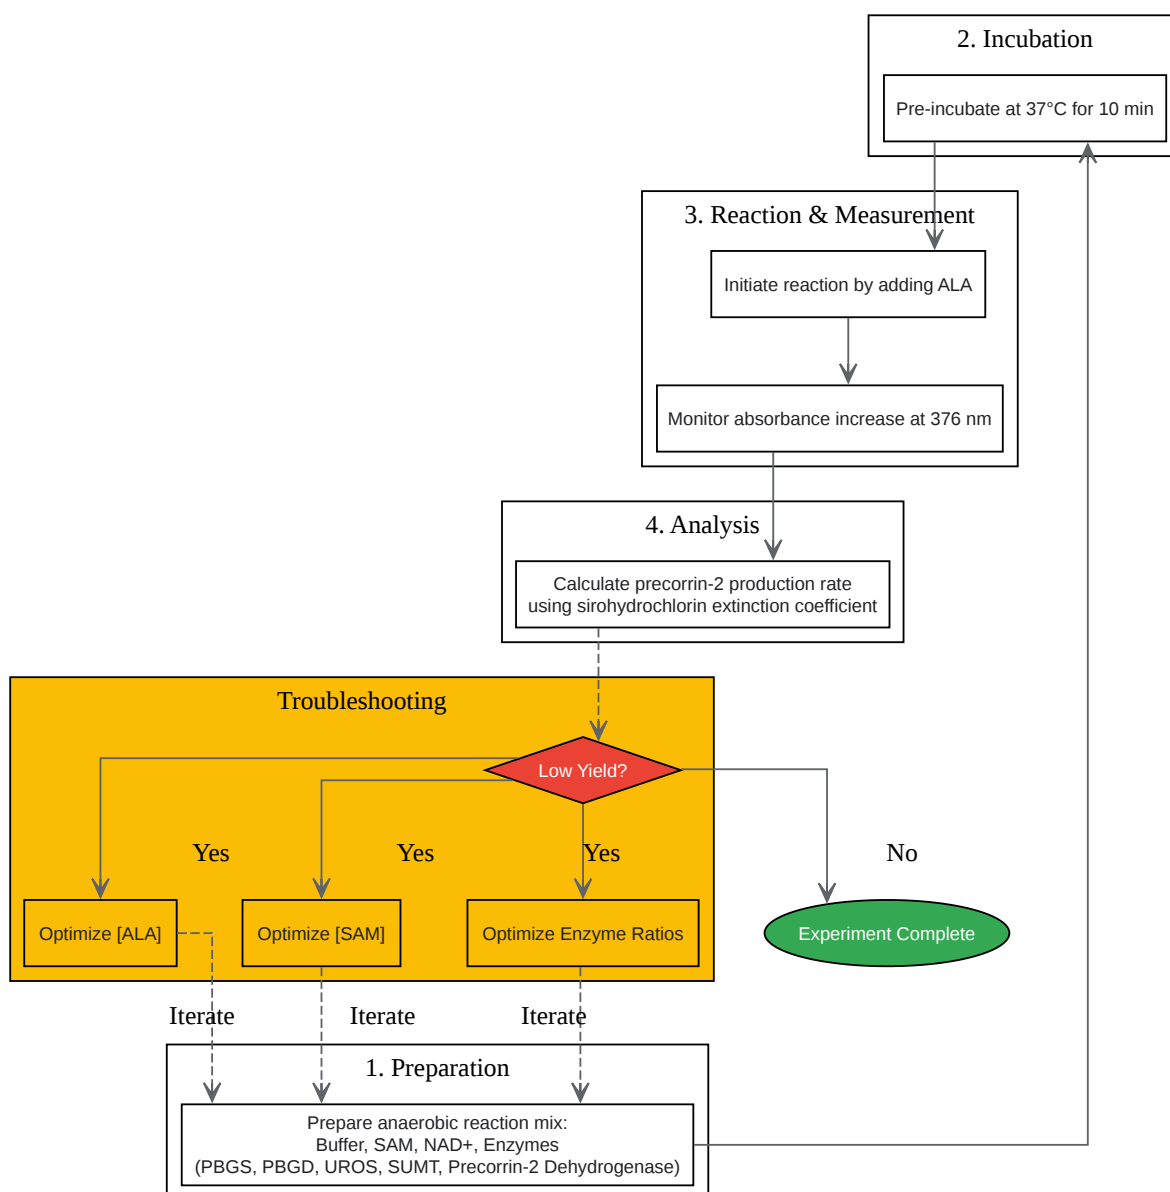 2. Incubation
Pre-incubate at 37°C for 10 min
3. Reaction & Measurement
Initiate reaction by adding ALA
Monitor absorbance increase at 376 nm
4. Analysis
Calculate precorrin-2 production rate
using sirohydrochlorin extinction coefficient
Troubleshooting
Low Yield?
Yes
Yes
Yes
No
Optimize [ALA]
Optimize [SAM]
Optimize Enzyme Ratios
Experiment Complete
Iterate
Iterate
Iterate
1. Preparation
Prepare anaerobic reaction mix:
Buffer, SAM, NAD+, Enzymes
(PBGS, PBGD, UROS, SUMT, Precorrin-2 Dehydrogenase)